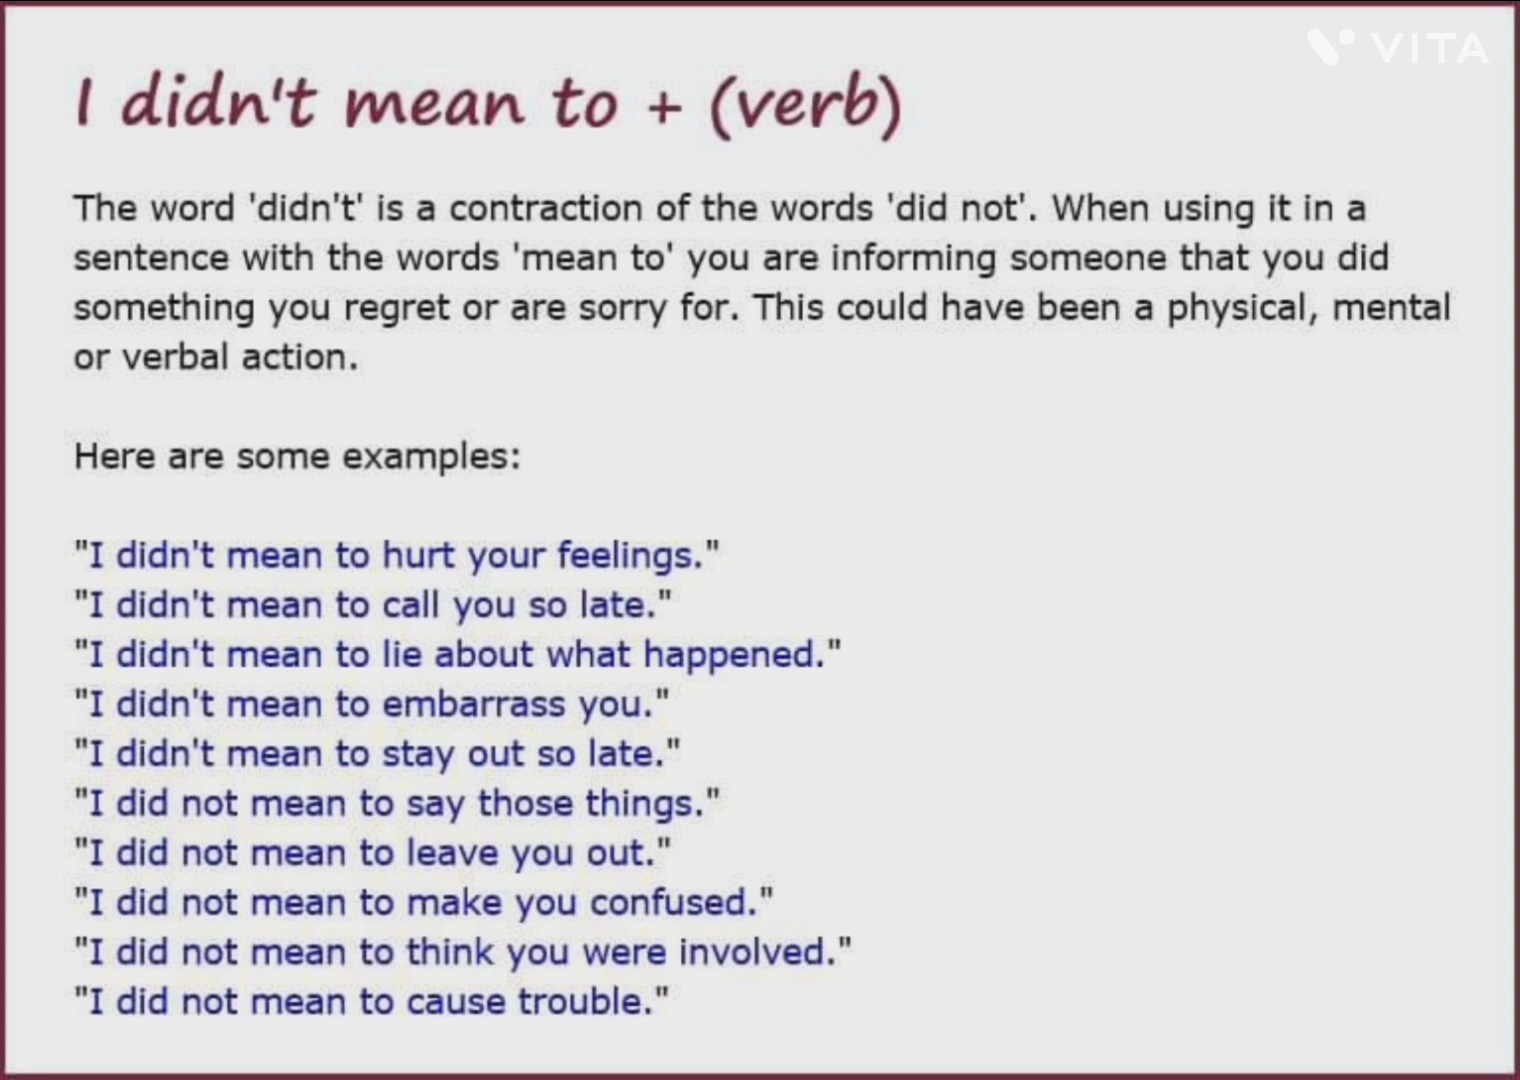 VITA
I didn't mean to + (verb)
The word 'didn't' is a contraction of the words 'did not'. When using it in a
sentence with the words 'mean to' you are informing someone that you did
something you regret or are sorry for. This could have been a physical, mental
or verbal action.
Here are some examples:
"I didn't mean to hurt your feelings."
"I didn't mean to call you so late."
"I didn't mean to lie about what happened."
"I didn't mean to embarrass you."
"I didn't mean to stay out so late."
"I did not mean to say those things."
"I did not mean to leave you out."
"I did not mean to make you confused."
"I did not mean to think you were involved."
"I did not mean to cause trouble."